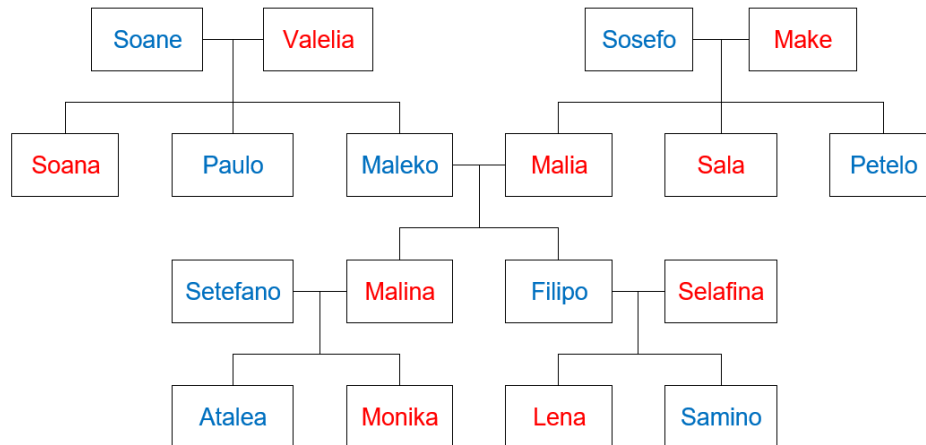 Soane Valelia Sosefo Make
Soana Paulo Maleko Malia Sala Petelo
Setefano Malina Filipo Selafina
Atalea Monika Lena Samino